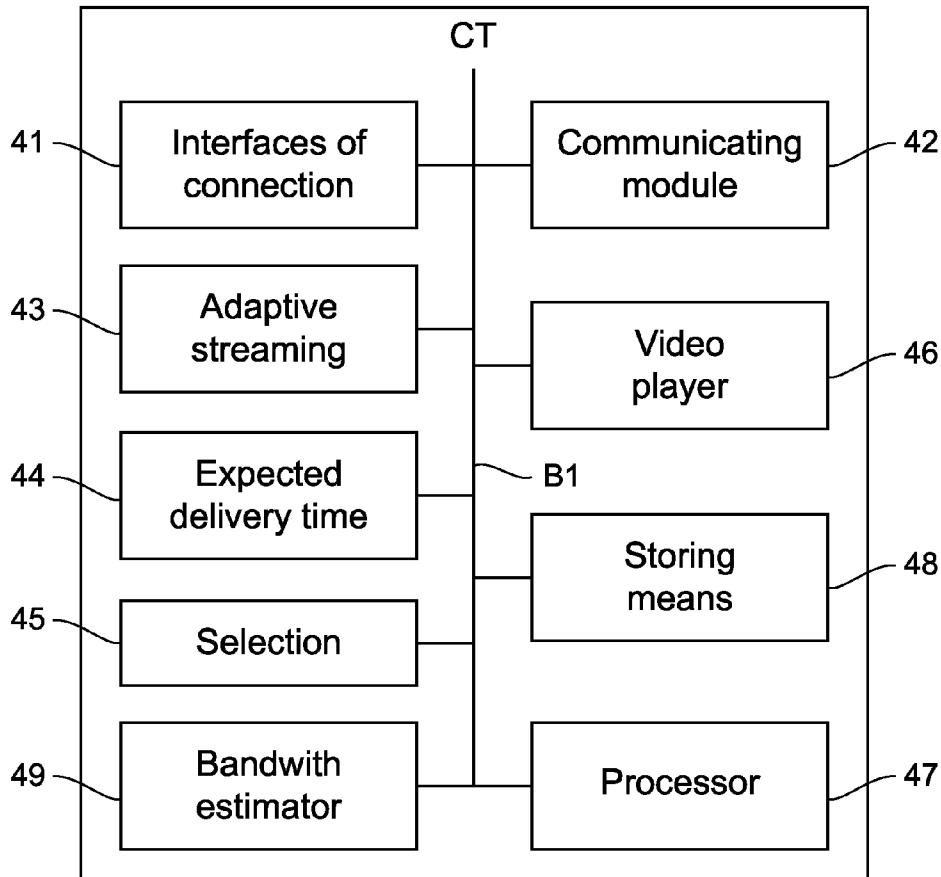 CT
41
Interfaces of
connection
Communicating
module
42
43
Adaptive
streaming
Video
player
46
44
Expected
delivery time
B1
Storing
means
48
45
Selection
49
Bandwith
estimator
Processor
47